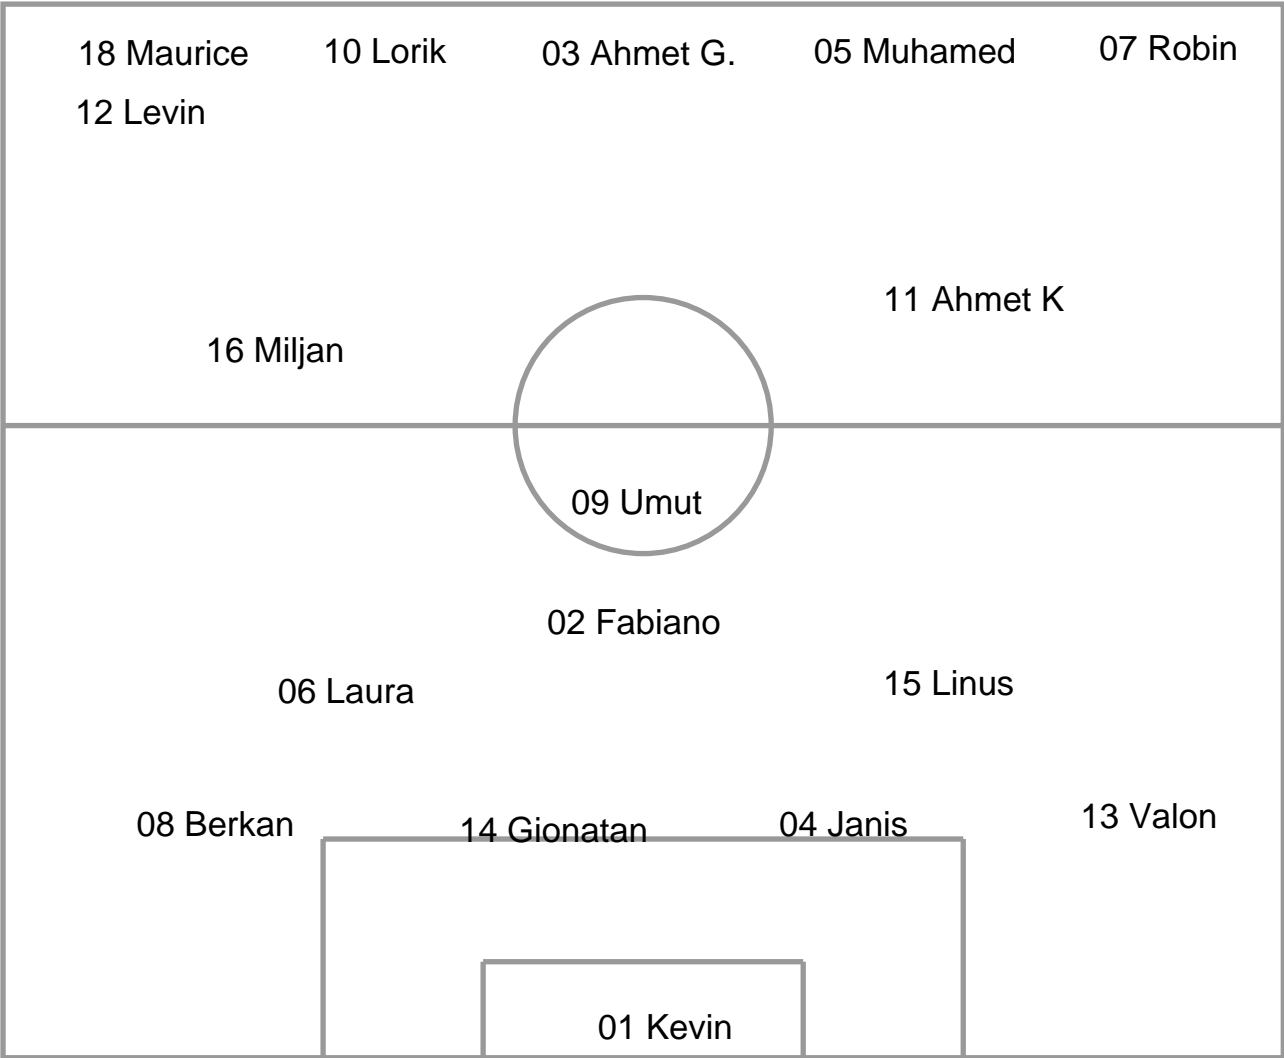 18 Maurice
10 Lorik
03 Ahmet G.
05 Muhamed
07 Robin
12 Levin
11 Ahmet K
16 Miljan
09 Umut
02 Fabiano
06 Laura
15 Linus
08 Berkan
14 Gionatan
04 Janis
13 Valon
01 Kevin